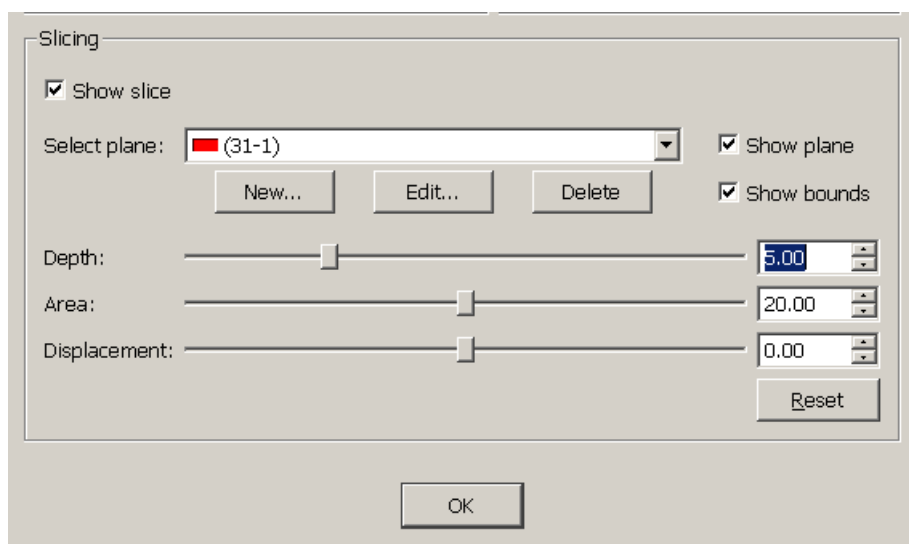 Slicing
Show slice
Select plane: (31-1) Show plane
New... Edit... Delete Show bounds
Depth: 5.00
Area: 20.00
Displacement: 0.00
Reset
OK